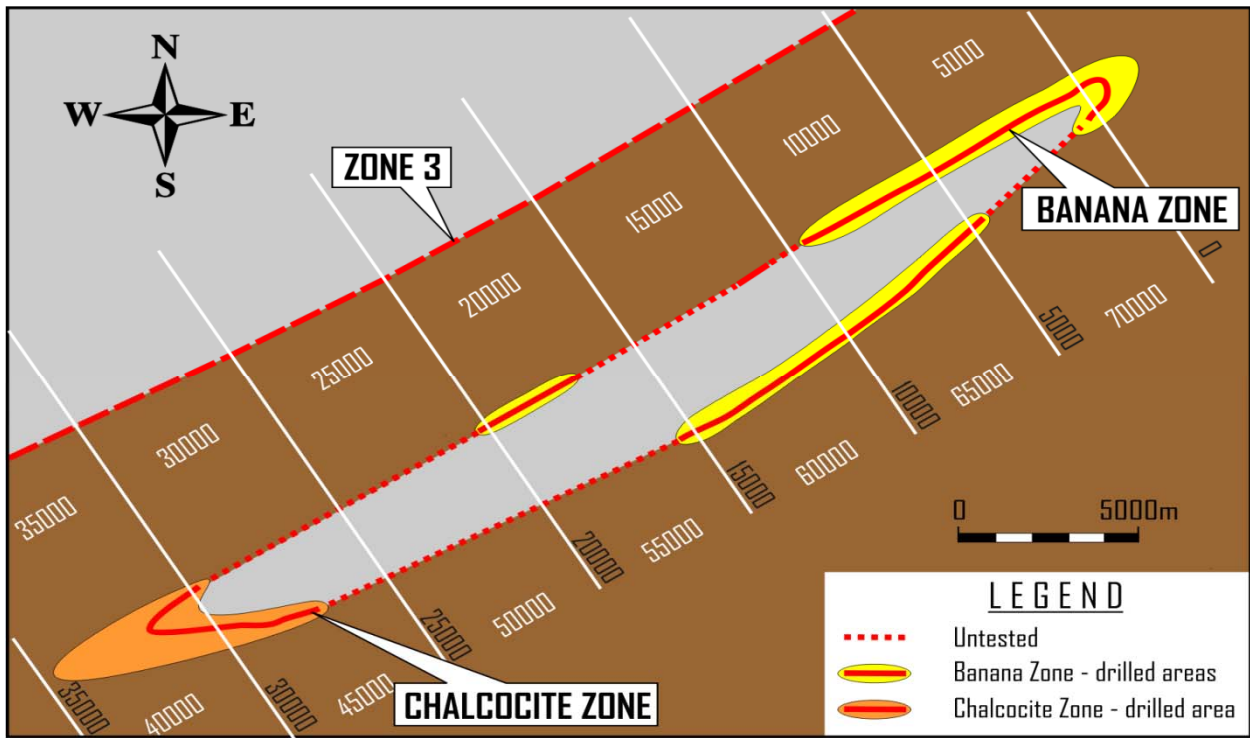 N
W E
S
ZONE 3
BANANA ZONE
CHALCOCITE ZONE
5000
10000
15000
20000
25000
30000
35000
40000
45000
50000
55000
60000
65000
70000
0
5000
10000
15000
20000
25000
30000
35000
0 5000m
LEGEND
Untested
Banana Zone - drilled areas
Chalcocite Zone - drilled area